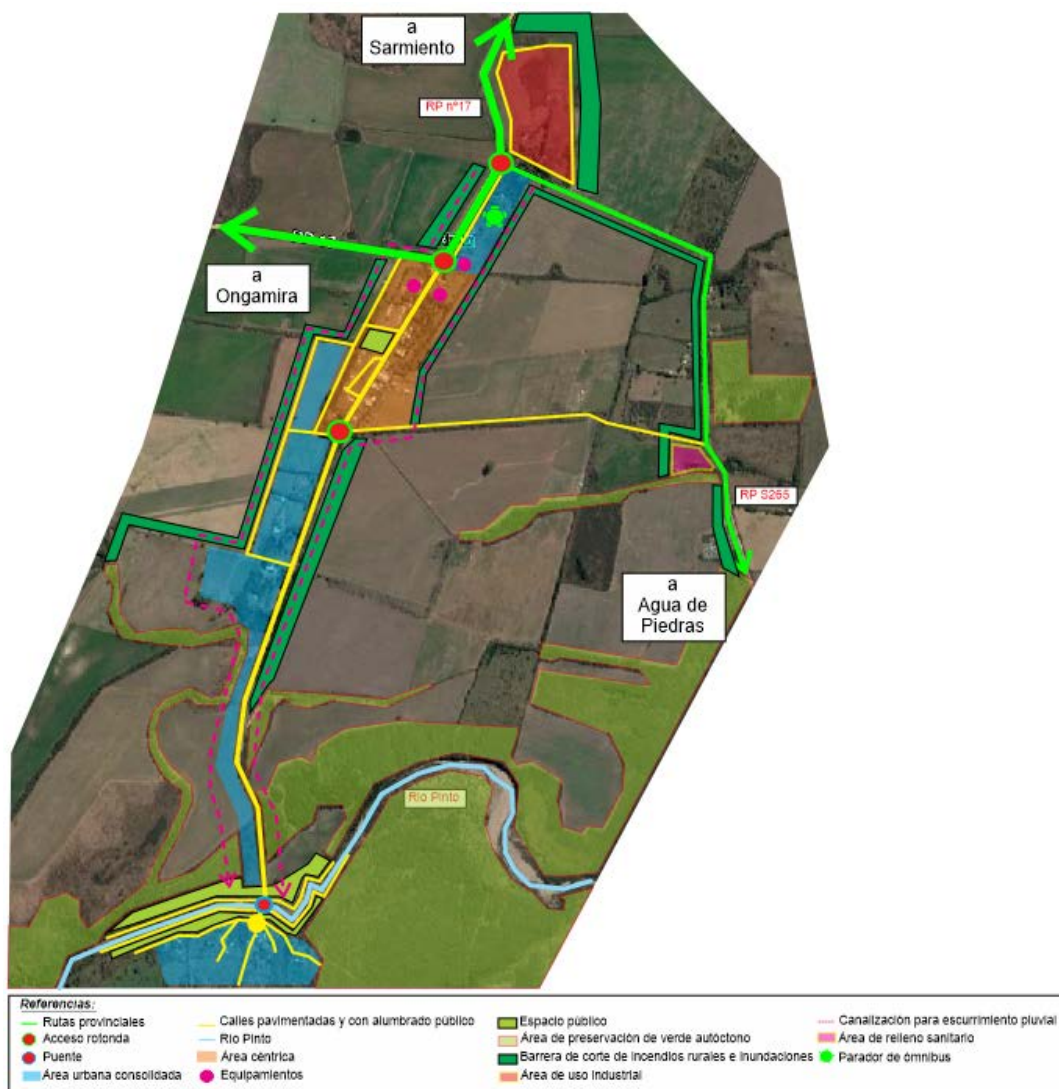 a
Sarmiento
RP nº17
a
Ongamira
RP S265
a
Agua de
Piedras
Rio Pinto
Referencias:
Rutas provinciales
Acceso rotonda
Puente
Área urbana consolidada
Calles pavimentadas y con alumbrado público
Rio Pinto
Área céntrica
Equipamientos
Espacio público
Área de preservación de verde autóctono
Barrera de corte de incendios rurales e inundaciones
Área de uso industrial
Canalización para escurrimiento pluvial
Área de relleno sanitario
Parador de ómnibus